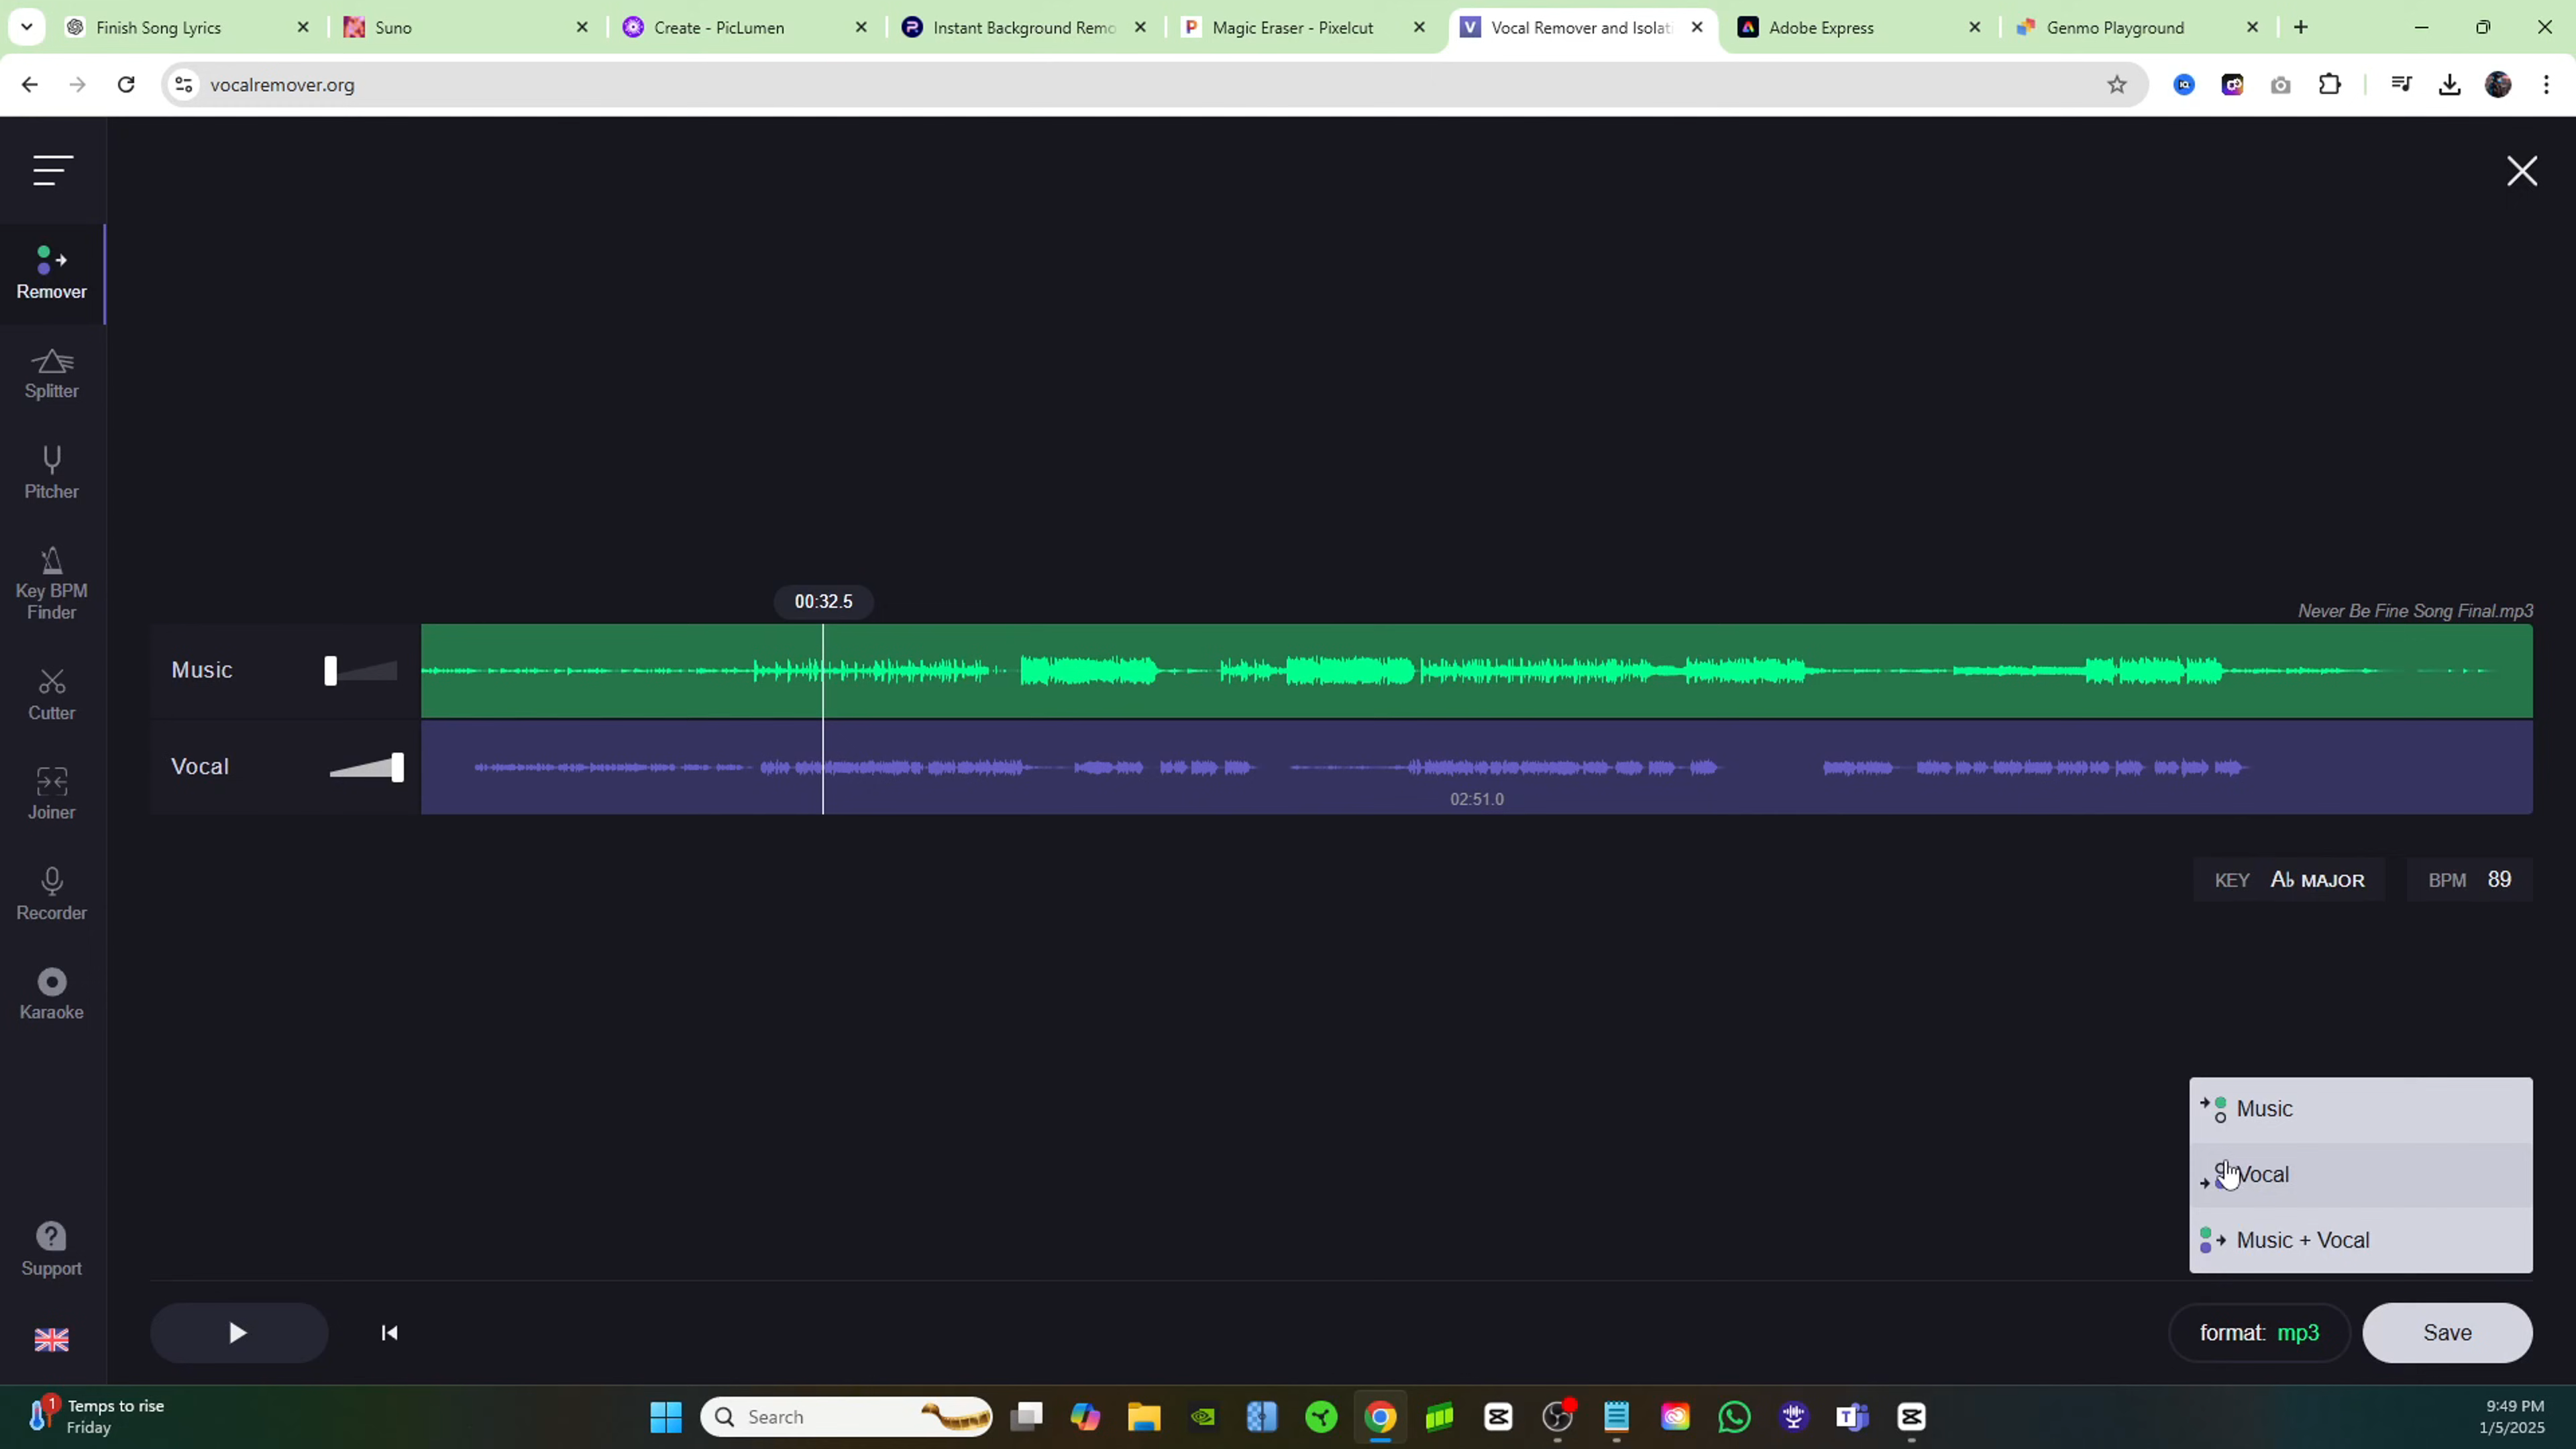 Finish Song Lyrics
Suno
Create - PicLumen
Instant Background Remo
Magic Eraser - Pixelcut
Vocal Remover and Isolat
Adobe Express
Genmo Playground
vocalremover.org
Remover
Splitter
Pitcher
Key BPM
Finder
Cutter
Joiner
Recorder
Karaoke
Support
00:32.5
Never Be Fine Song Final.mp3
Music
Vocal
02:51.0
KEY A♭ MAJOR
BPM 89
Music
Vocal
Music + Vocal
format: mp3
Save
1
Temps to rise
Friday
Search
9:49 PM
1/5/2025